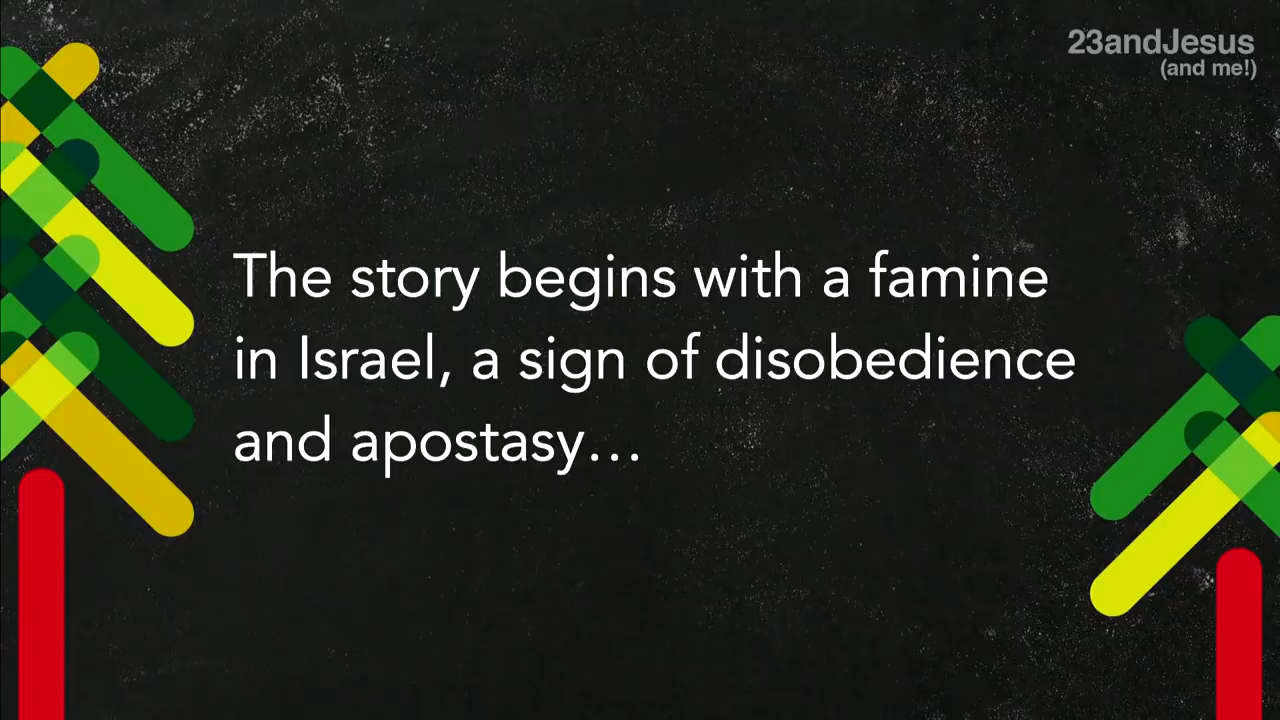 23andJesus
(and me!)
The story begins with a famine
in Israel, a sign of disobedience
and apostasy…